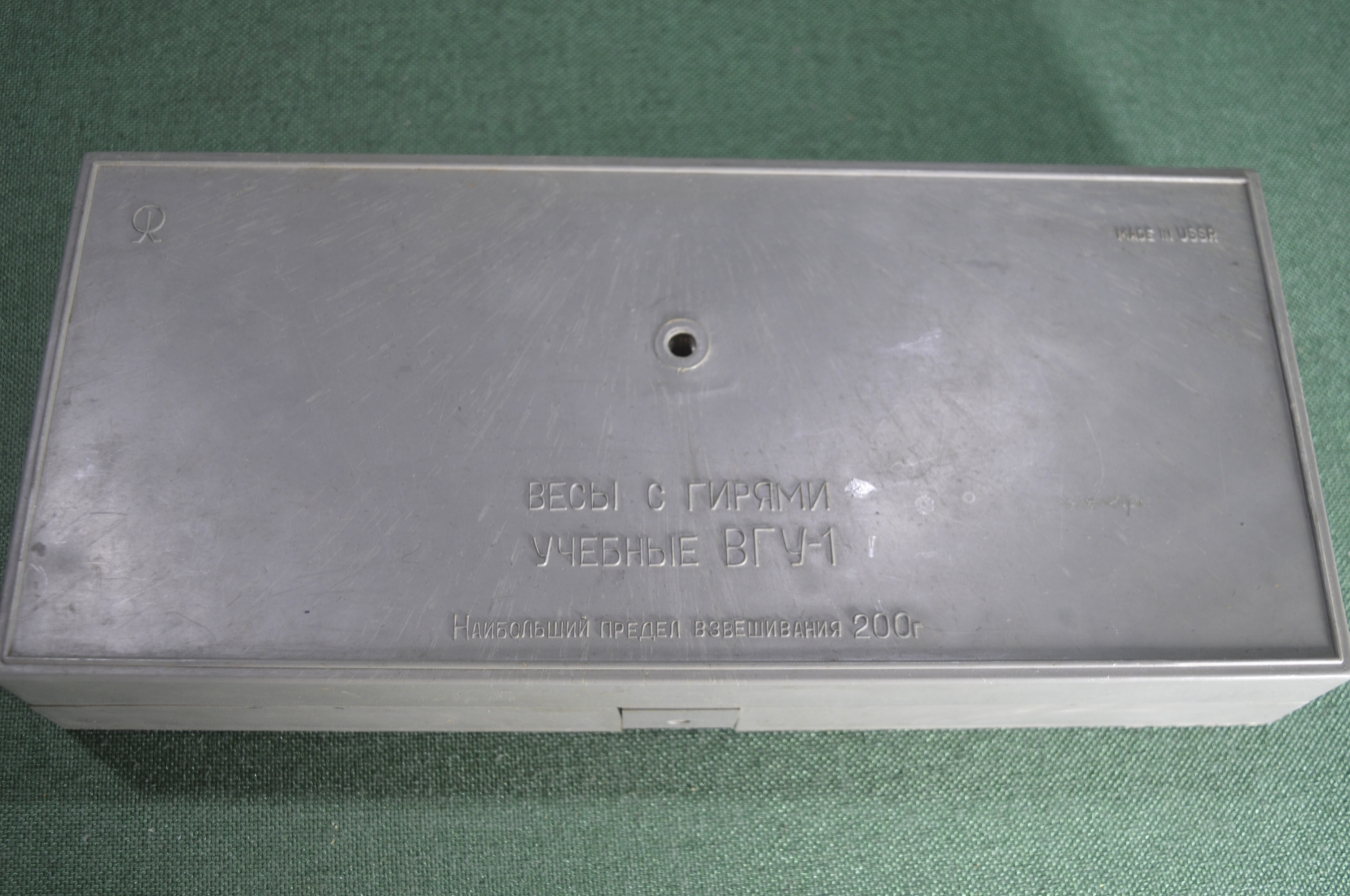 MADE IN USSR
ВЕСЫ С ГИРЯМИ
УЧЕБНЫЕ ВГУ-1
НАИБОЛЬШИЙ ПРЕДЕЛ ВЗВЕШИВАНИЯ 200г